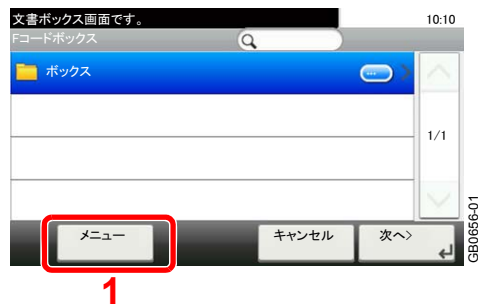 文書ボックス画面です。 10:10
Fコードボックス
ボックス
1/1
メニュー キャンセル 次へ>
1
GB0656-01